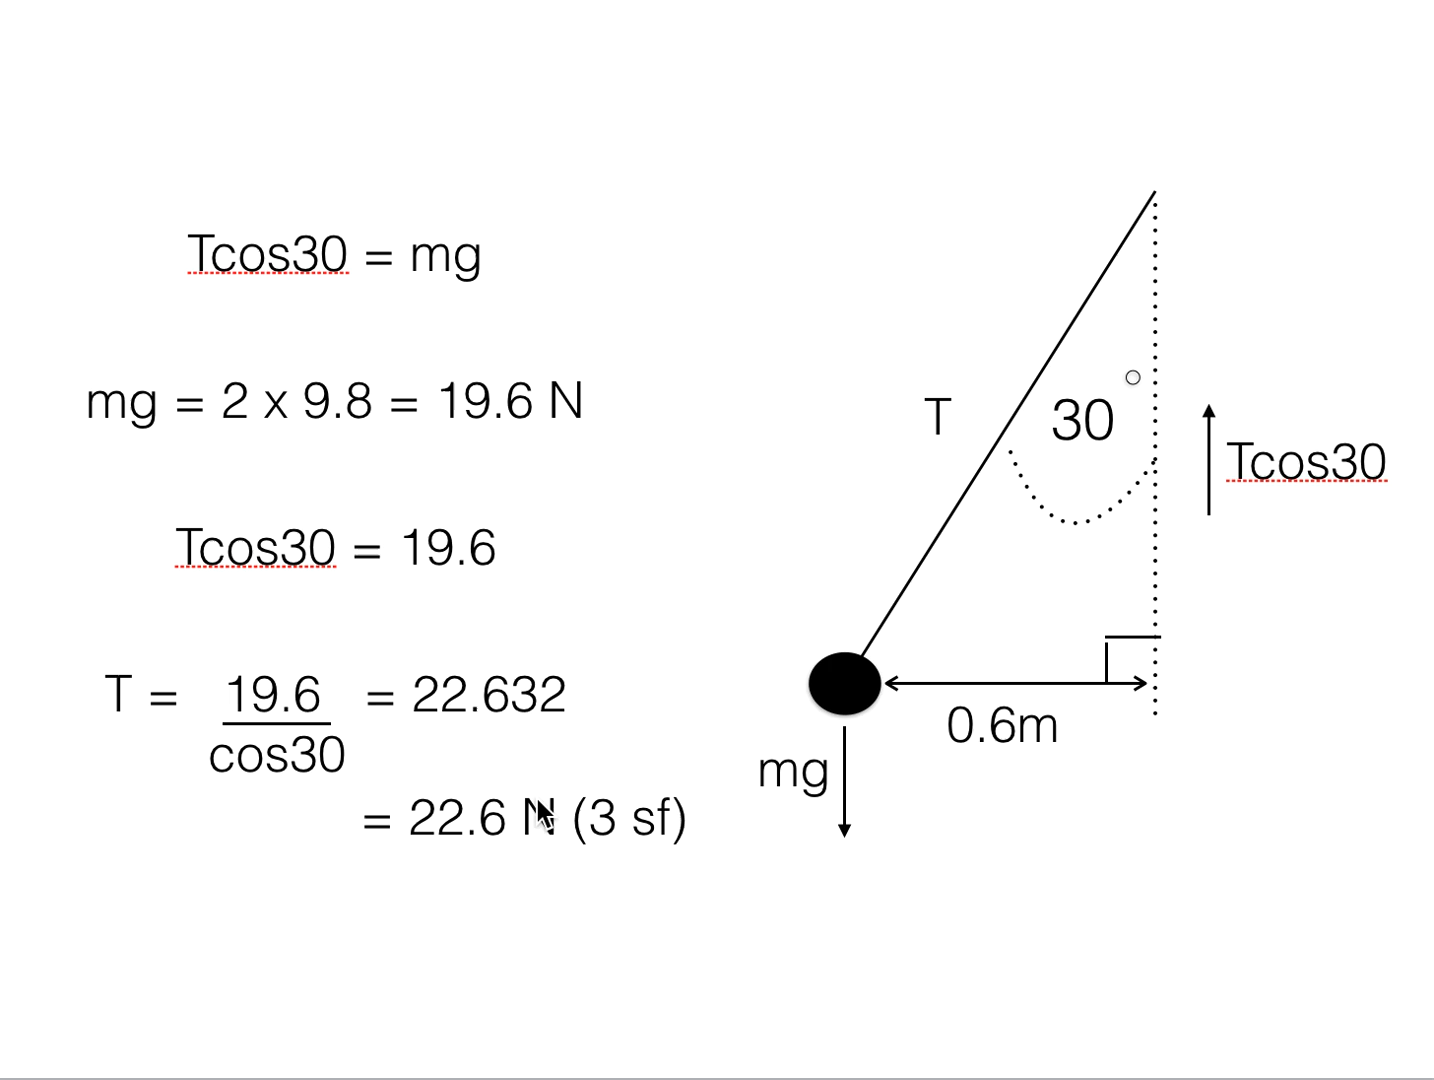 Tcos30 = mg
mg = 2 x 9.8 = 19.6 N
Tcos30 = 19.6
T = 19.6 = 22.632
cos30
= 22.6 N (3 sf)
T
30°
Tcos30
0.6m
mg